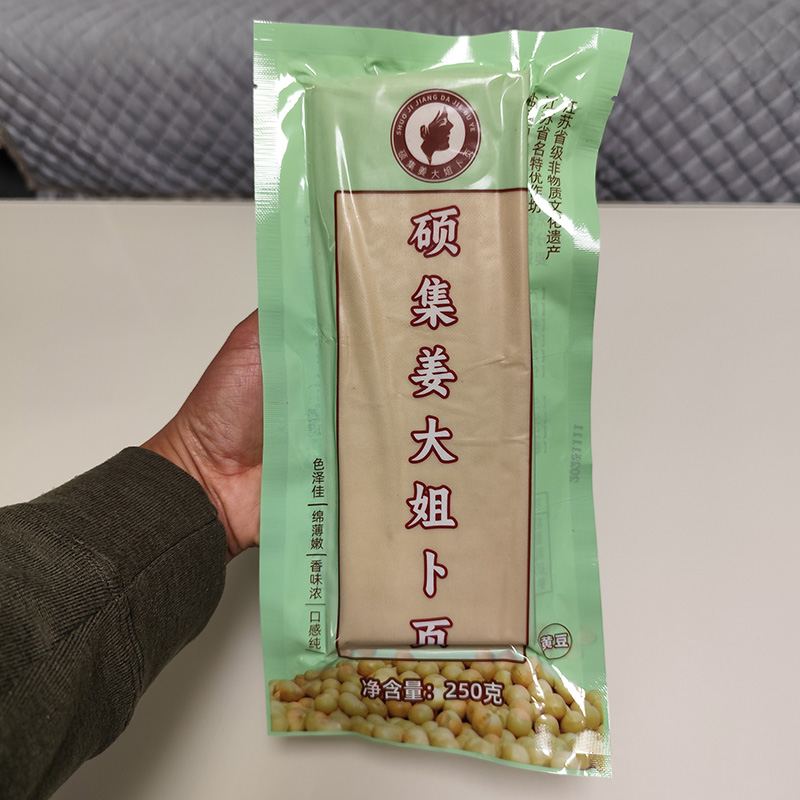 SHUO JI JIANG DA JIE BU YE
硕集姜大姐卜页
江苏省级非物质文化遗产
江苏省名特优作坊
硕集姜大姐卜页
色泽佳|绵薄嫩|香味浓|口感纯
黄豆
净含量：250克